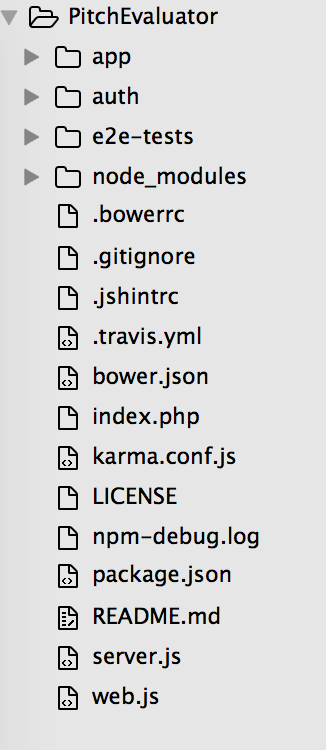 PitchEvaluator
app
auth
e2e-tests
node_modules
.bowerrc
.gitignore
.jshintrc
.travis.yml
bower.json
index.php
karma.conf.js
LICENSE
npm-debug.log
package.json
README.md
server.js
web.js